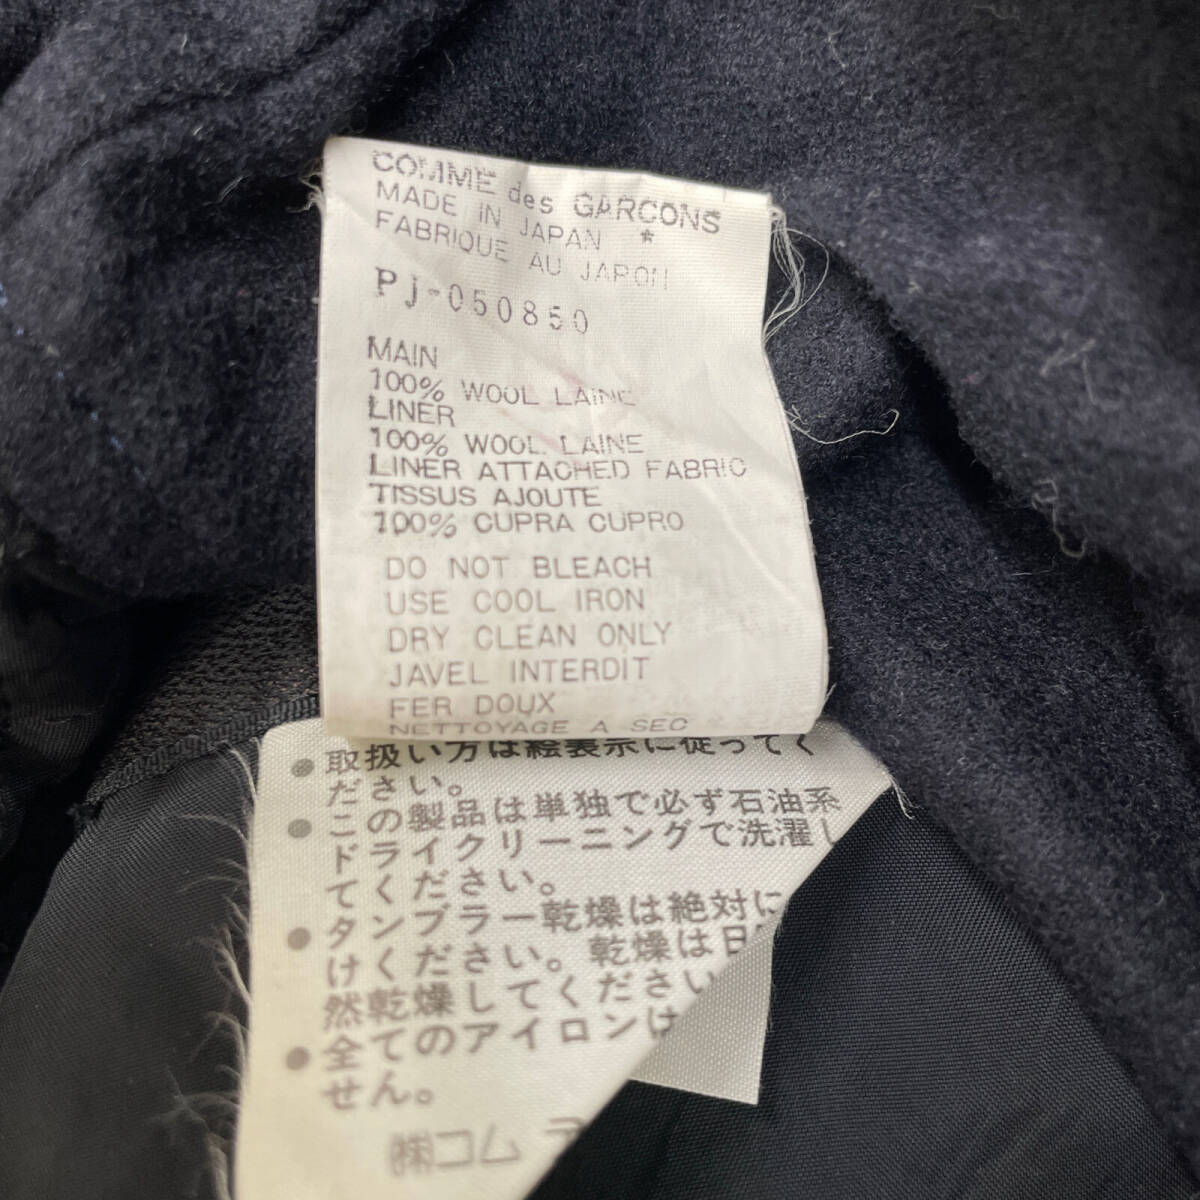 COMME des GARCONS
MADE IN JAPAN *
FABRIQUE AU JAPON
PJ-050850
MAIN
100% WOOL LAINE
LINER
100% WOOL LAINE
LINER ATTACHED FABRIC
TISSUS AJOUTE
100% CUPRA CUPRO
DO NOT BLEACH
USE COOL IRON
DRY CLEAN ONLY
JAVEL INTERDIT
FER DOUX
NETTOYAGE A SEC
● 取扱い方は絵表示に従ってく
ださい。
● この製品は単独で必ず石油系
ドライクリーニングで洗濯し
てください。
● タンブラー乾燥は絶対に
けください。乾燥は日
然乾燥してください
● 全てのアイロンは
せん。
㈱コム